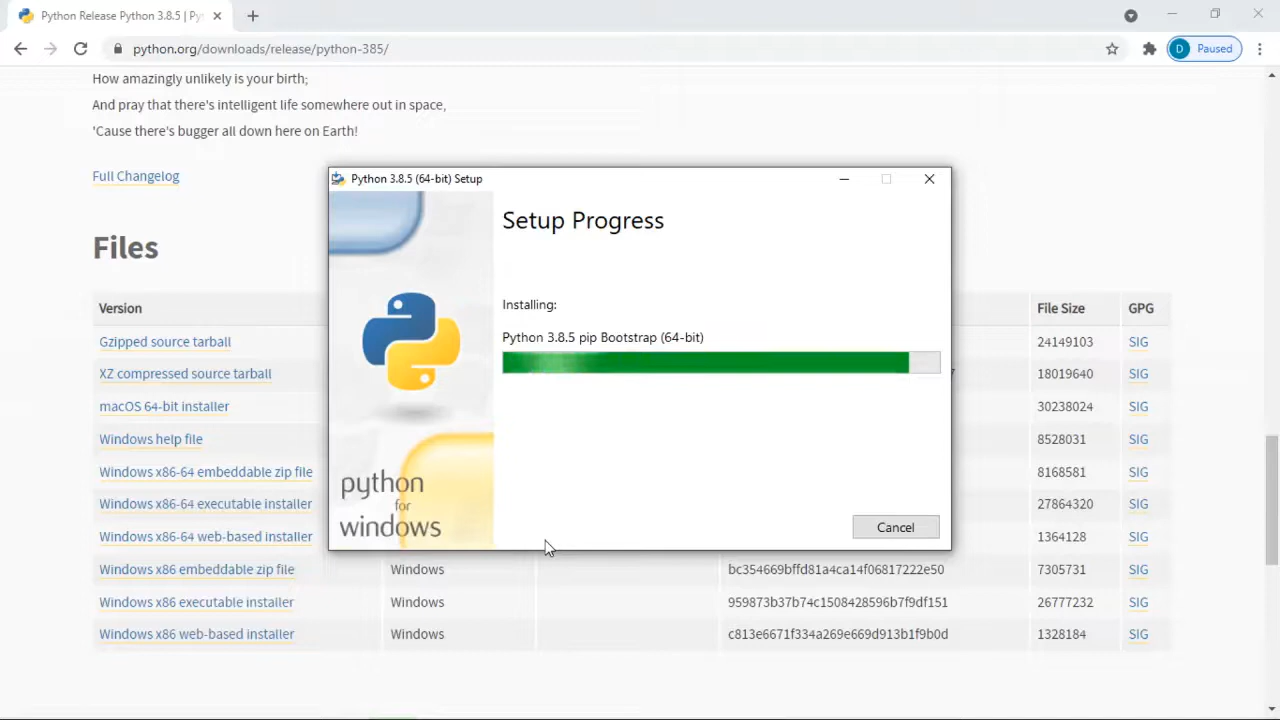 Python Release Python 3.8.5 | Py
python.org/downloads/release/python-385/
D Paused
How amazingly unlikely is your birth;
And pray that there's intelligent life somewhere out in space,
'Cause there's bugger all down here on Earth!
Full Changelog
Files
Version File Size GPG
Gzipped source tarball 24149103 SIG
XZ compressed source tarball 7 18019640 SIG
macOS 64-bit installer 30238024 SIG
Windows help file 8528031 SIG
Windows x86-64 embeddable zip file 8168581 SIG
Windows x86-64 executable installer 27864320 SIG
Windows x86-64 web-based installer 1364128 SIG
Windows x86 embeddable zip file Windows bc354669bffd81a4ca14f06817222e50 7305731 SIG
Windows x86 executable installer Windows 959873b37b74c1508428596b7f9df151 26777232 SIG
Windows x86 web-based installer Windows c813e6671f334a269e669d913b1f9b0d 1328184 SIG
Python 3.8.5 (64-bit) Setup
Setup Progress
Installing:
Python 3.8.5 pip Bootstrap (64-bit)
python
for
windows
Cancel